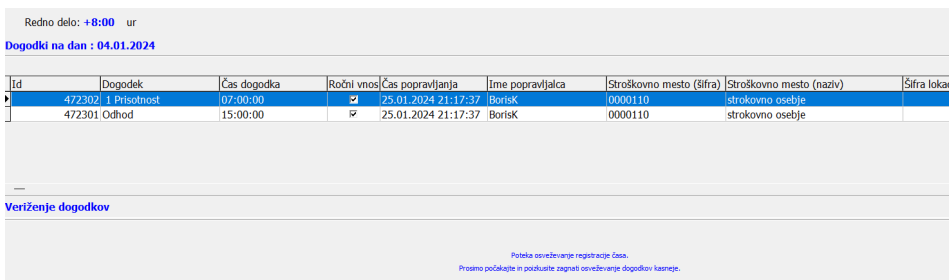 Redno delo: +8:00 ur
Dogodki na dan : 04.01.2024
Id Dogodek Čas dogodka Ročni vnos Čas popravljanja Ime popravljalca Stroškovno mesto (šifra) Stroškovno mesto (naziv) Šifra lokac
472302 1 Prisotnost 07:00:00 25.01.2024 21:17:37 BorisK 0000110 strokovno osebje
472301 Odhod 15:00:00 25.01.2024 21:17:37 BorisK 0000110 strokovno osebje
Veriženje dogodkov
Poteka osveževanje registracije časa.
Prosimo počakajte in poizkusite zagnati osveževanje dogodkov kasneje.